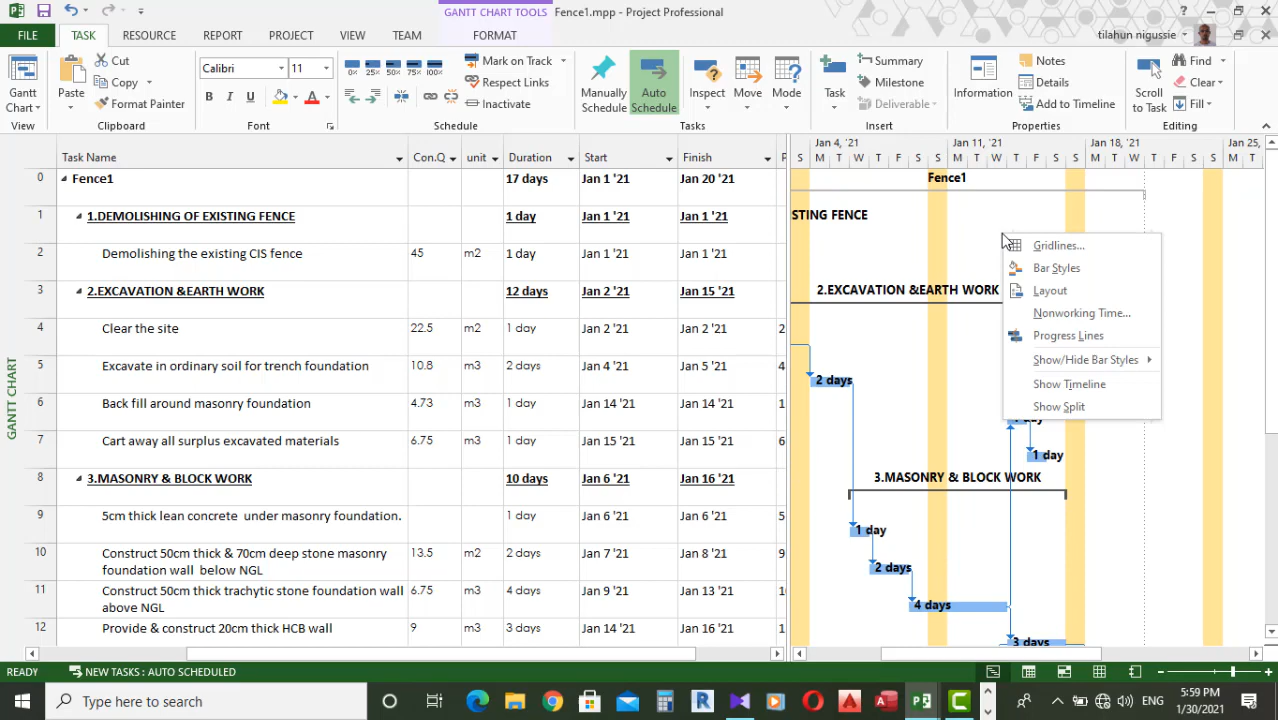 GANTT CHART TOOLS
Fence1.mpp - Project Professional
FILE TASK RESOURCE REPORT PROJECT VIEW TEAM FORMAT
tilahun nigussie
Gantt Chart
Paste
Cut
Copy
Format Painter
Calibri 11
B I U
0% 25% 50% 75% 100%
Mark on Track
Respect Links
Inactivate
Manually Schedule
Auto Schedule
Inspect
Move
Mode
Task
Summary
Milestone
Deliverable
Information
Notes
Details
Add to Timeline
Scroll to Task
Find
Clear
Fill
View Clipboard Font Schedule Tasks Insert Properties Editing
Task Name Con.Q unit Duration Start Finish P
Jan 4, '21 Jan 11, '21 Jan 18, '21 Jan 25,
S M T W T F S S M T W T F S S M T W T F S S M T
0 Fence1 17 days Jan 1 '21 Jan 20 '21
1 1.DEMOLISHING OF EXISTING FENCE 1 day Jan 1 '21 Jan 1 '21
2 Demolishing the existing CIS fence 45 m2 1 day Jan 1 '21 Jan 1 '21
3 2.EXCAVATION &EARTH WORK 12 days Jan 2 '21 Jan 15 '21
4 Clear the site 22.5 m2 1 day Jan 2 '21 Jan 2 '21 2
5 Excavate in ordinary soil for trench foundation 10.8 m3 2 days Jan 4 '21 Jan 5 '21 4
6 Back fill around masonry foundation 4.73 m3 1 day Jan 14 '21 Jan 14 '21 1
7 Cart away all surplus excavated materials 6.75 m3 1 day Jan 15 '21 Jan 15 '21 6
8 3.MASONRY & BLOCK WORK 10 days Jan 6 '21 Jan 16 '21
9 5cm thick lean concrete under masonry foundation. 1 day Jan 6 '21 Jan 6 '21 5
10 Construct 50cm thick & 70cm deep stone masonry foundation wall below NGL 13.5 m2 2 days Jan 7 '21 Jan 8 '21 9
11 Construct 50cm thick trachytic stone foundation wall above NGL 6.75 m3 4 days Jan 9 '21 Jan 13 '21 10
12 Provide & construct 20cm thick HCB wall 9 m3 3 days Jan 14 '21 Jan 16 '21 1
GANTT CHART
Fence1
STING FENCE
2.EXCAVATION &EARTH WORK
2 days
1 day
1 day
3.MASONRY & BLOCK WORK
1 day
2 days
4 days
3 days
Gridlines...
Bar Styles
Layout
Nonworking Time...
Progress Lines
Show/Hide Bar Styles
Show Timeline
Show Split
READY NEW TASKS : AUTO SCHEDULED
Type here to search
ENG
5:59 PM
1/30/2021